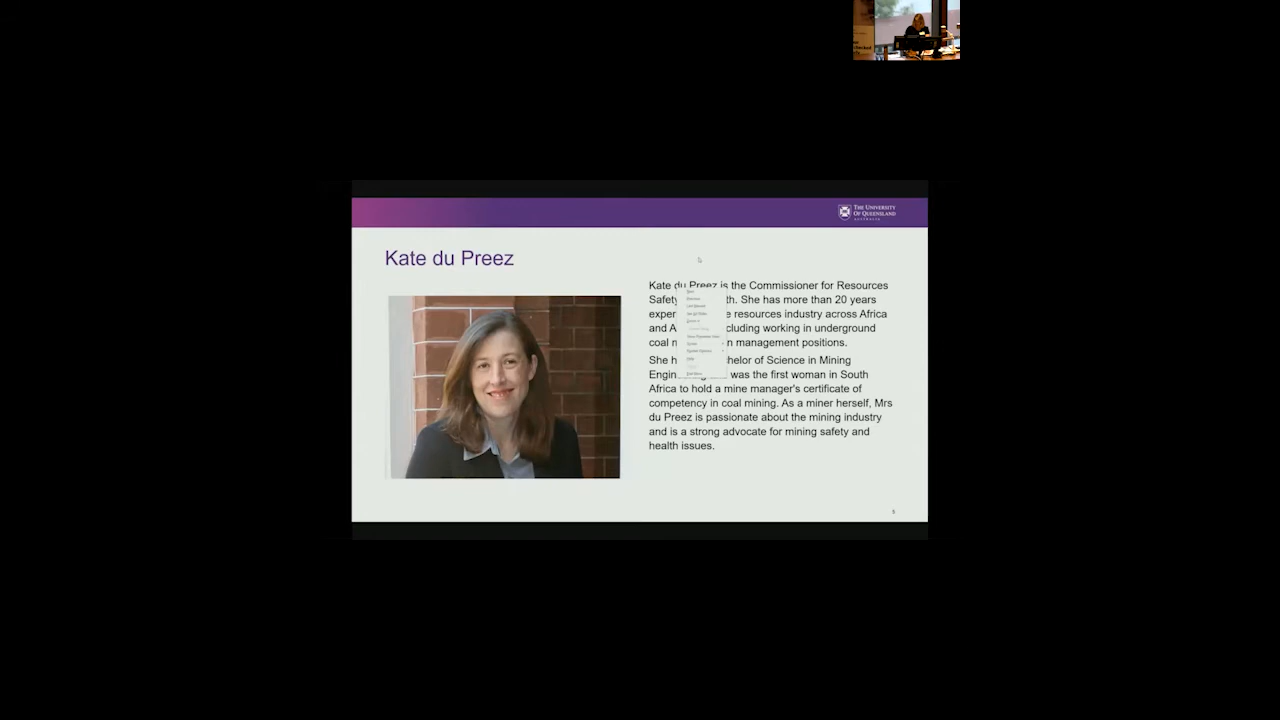 THE UNIVERSITY
OF QUEENSLAND
AUSTRALIA
Kate du Preez
Kate du Preez is the Commissioner for Resources
Safety th. She has more than 20 years
exper e resources industry across Africa
and A cluding working in underground
coal n management positions.
She h chelor of Science in Mining
Engin was the first woman in South
Africa to hold a mine manager's certificate of
competency in coal mining. As a miner herself, Mrs
du Preez is passionate about the mining industry
and is a strong advocate for mining safety and
health issues.